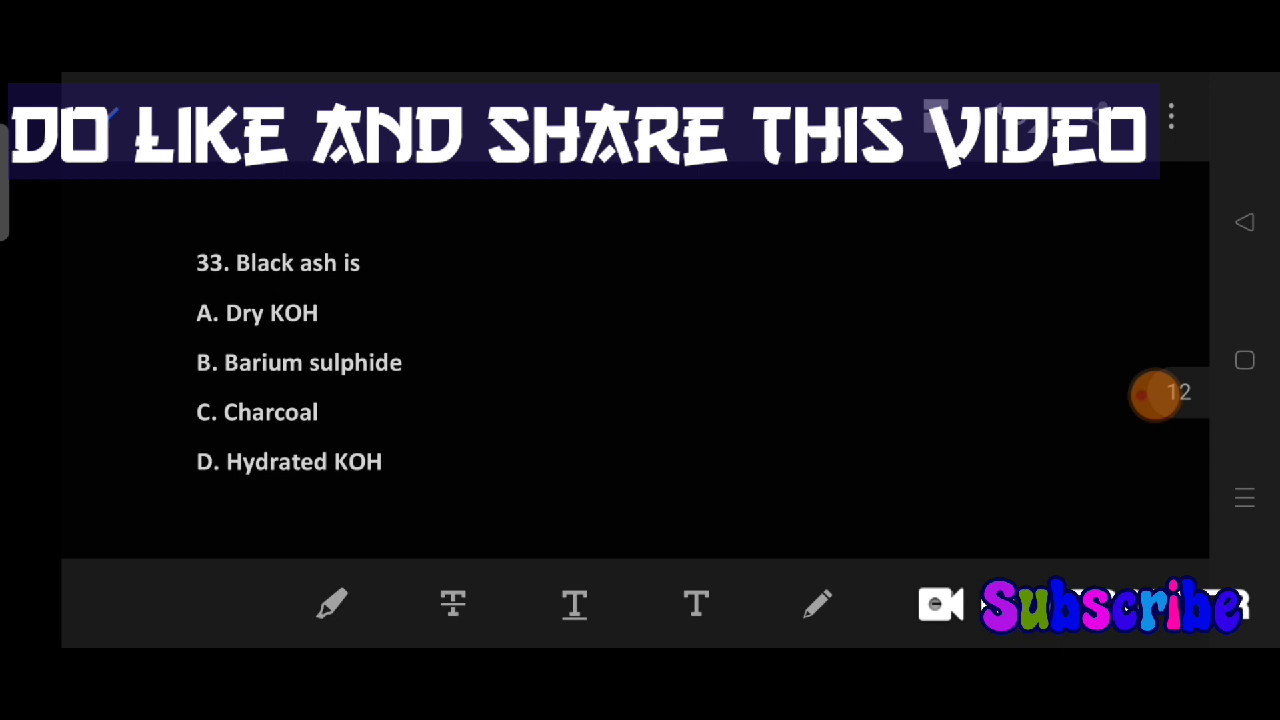 DO LIKE AND SHARE THIS VIDEO
33. Black ash is
A. Dry KOH
B. Barium sulphide
C. Charcoal
D. Hydrated KOH
12
T T T
Subscribe